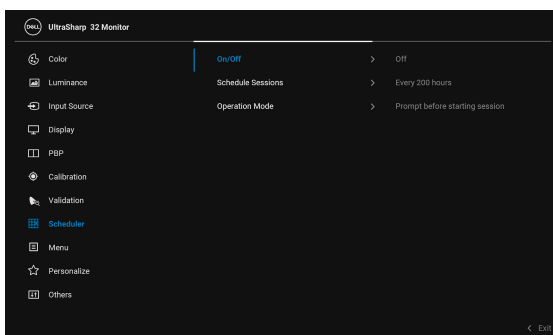 DELL UltraSharp 32 Monitor
Color On/Off > Off
Luminance Schedule Sessions > Every 200 hours
Input Source Operation Mode > Prompt before starting session
Display
PBP
Calibration
Validation
Scheduler
Menu
Personalize
Others
< Exit